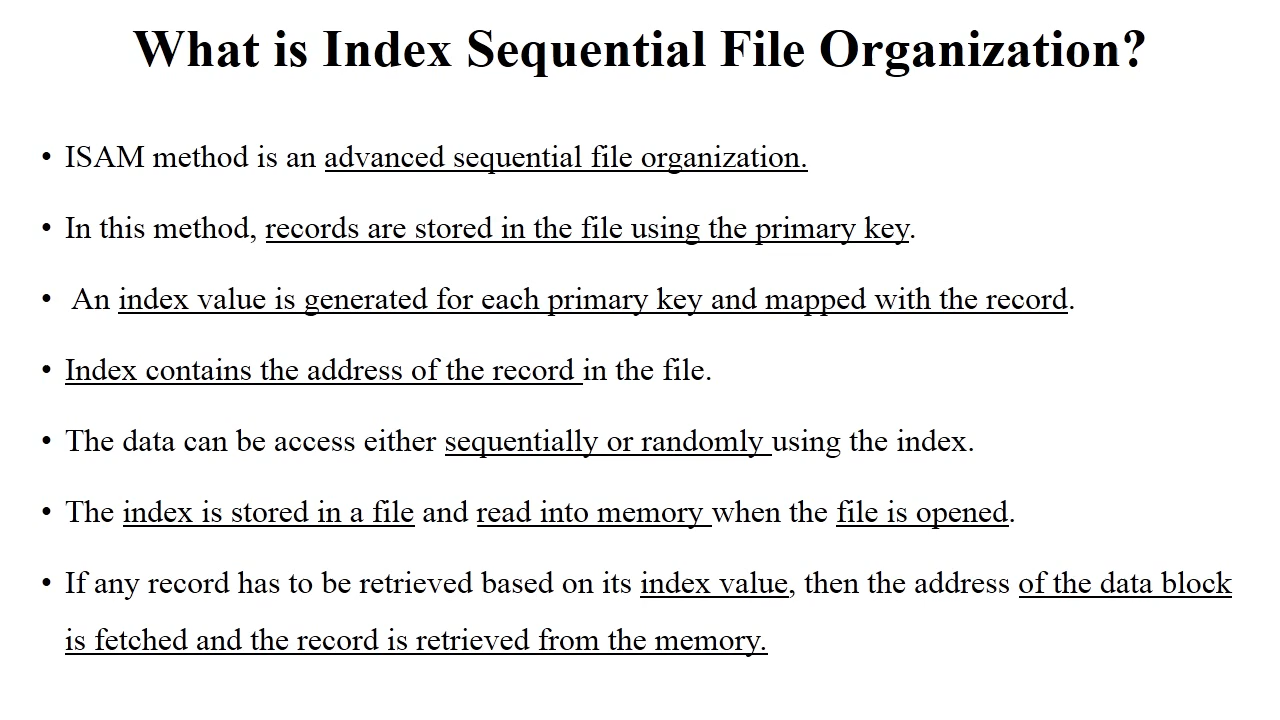 What is Index Sequential File Organization?
• ISAM method is an advanced sequential file organization.
• In this method, records are stored in the file using the primary key.
• An index value is generated for each primary key and mapped with the record.
• Index contains the address of the record in the file.
• The data can be access either sequentially or randomly using the index.
• The index is stored in a file and read into memory when the file is opened.
• If any record has to be retrieved based on its index value, then the address of the data block
is fetched and the record is retrieved from the memory.